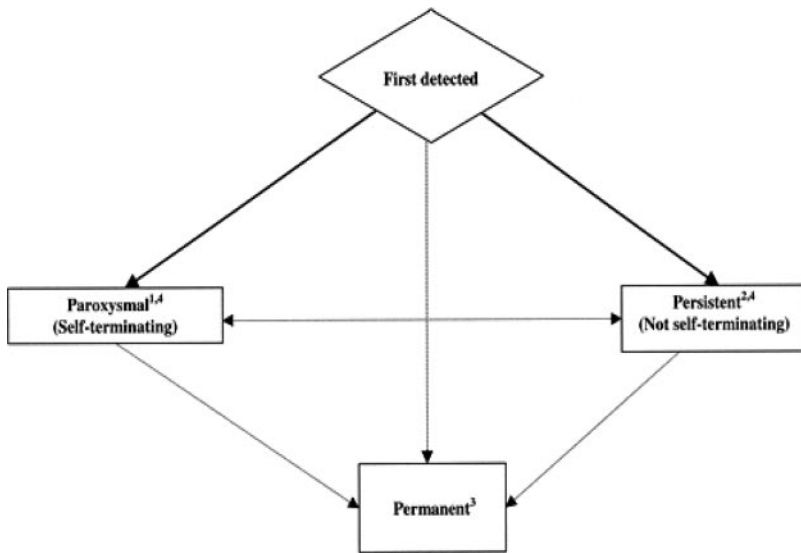 First detected
Paroxysmal1,4
(Self-terminating)
Persistent2,4
(Not self-terminating)
Permanent3